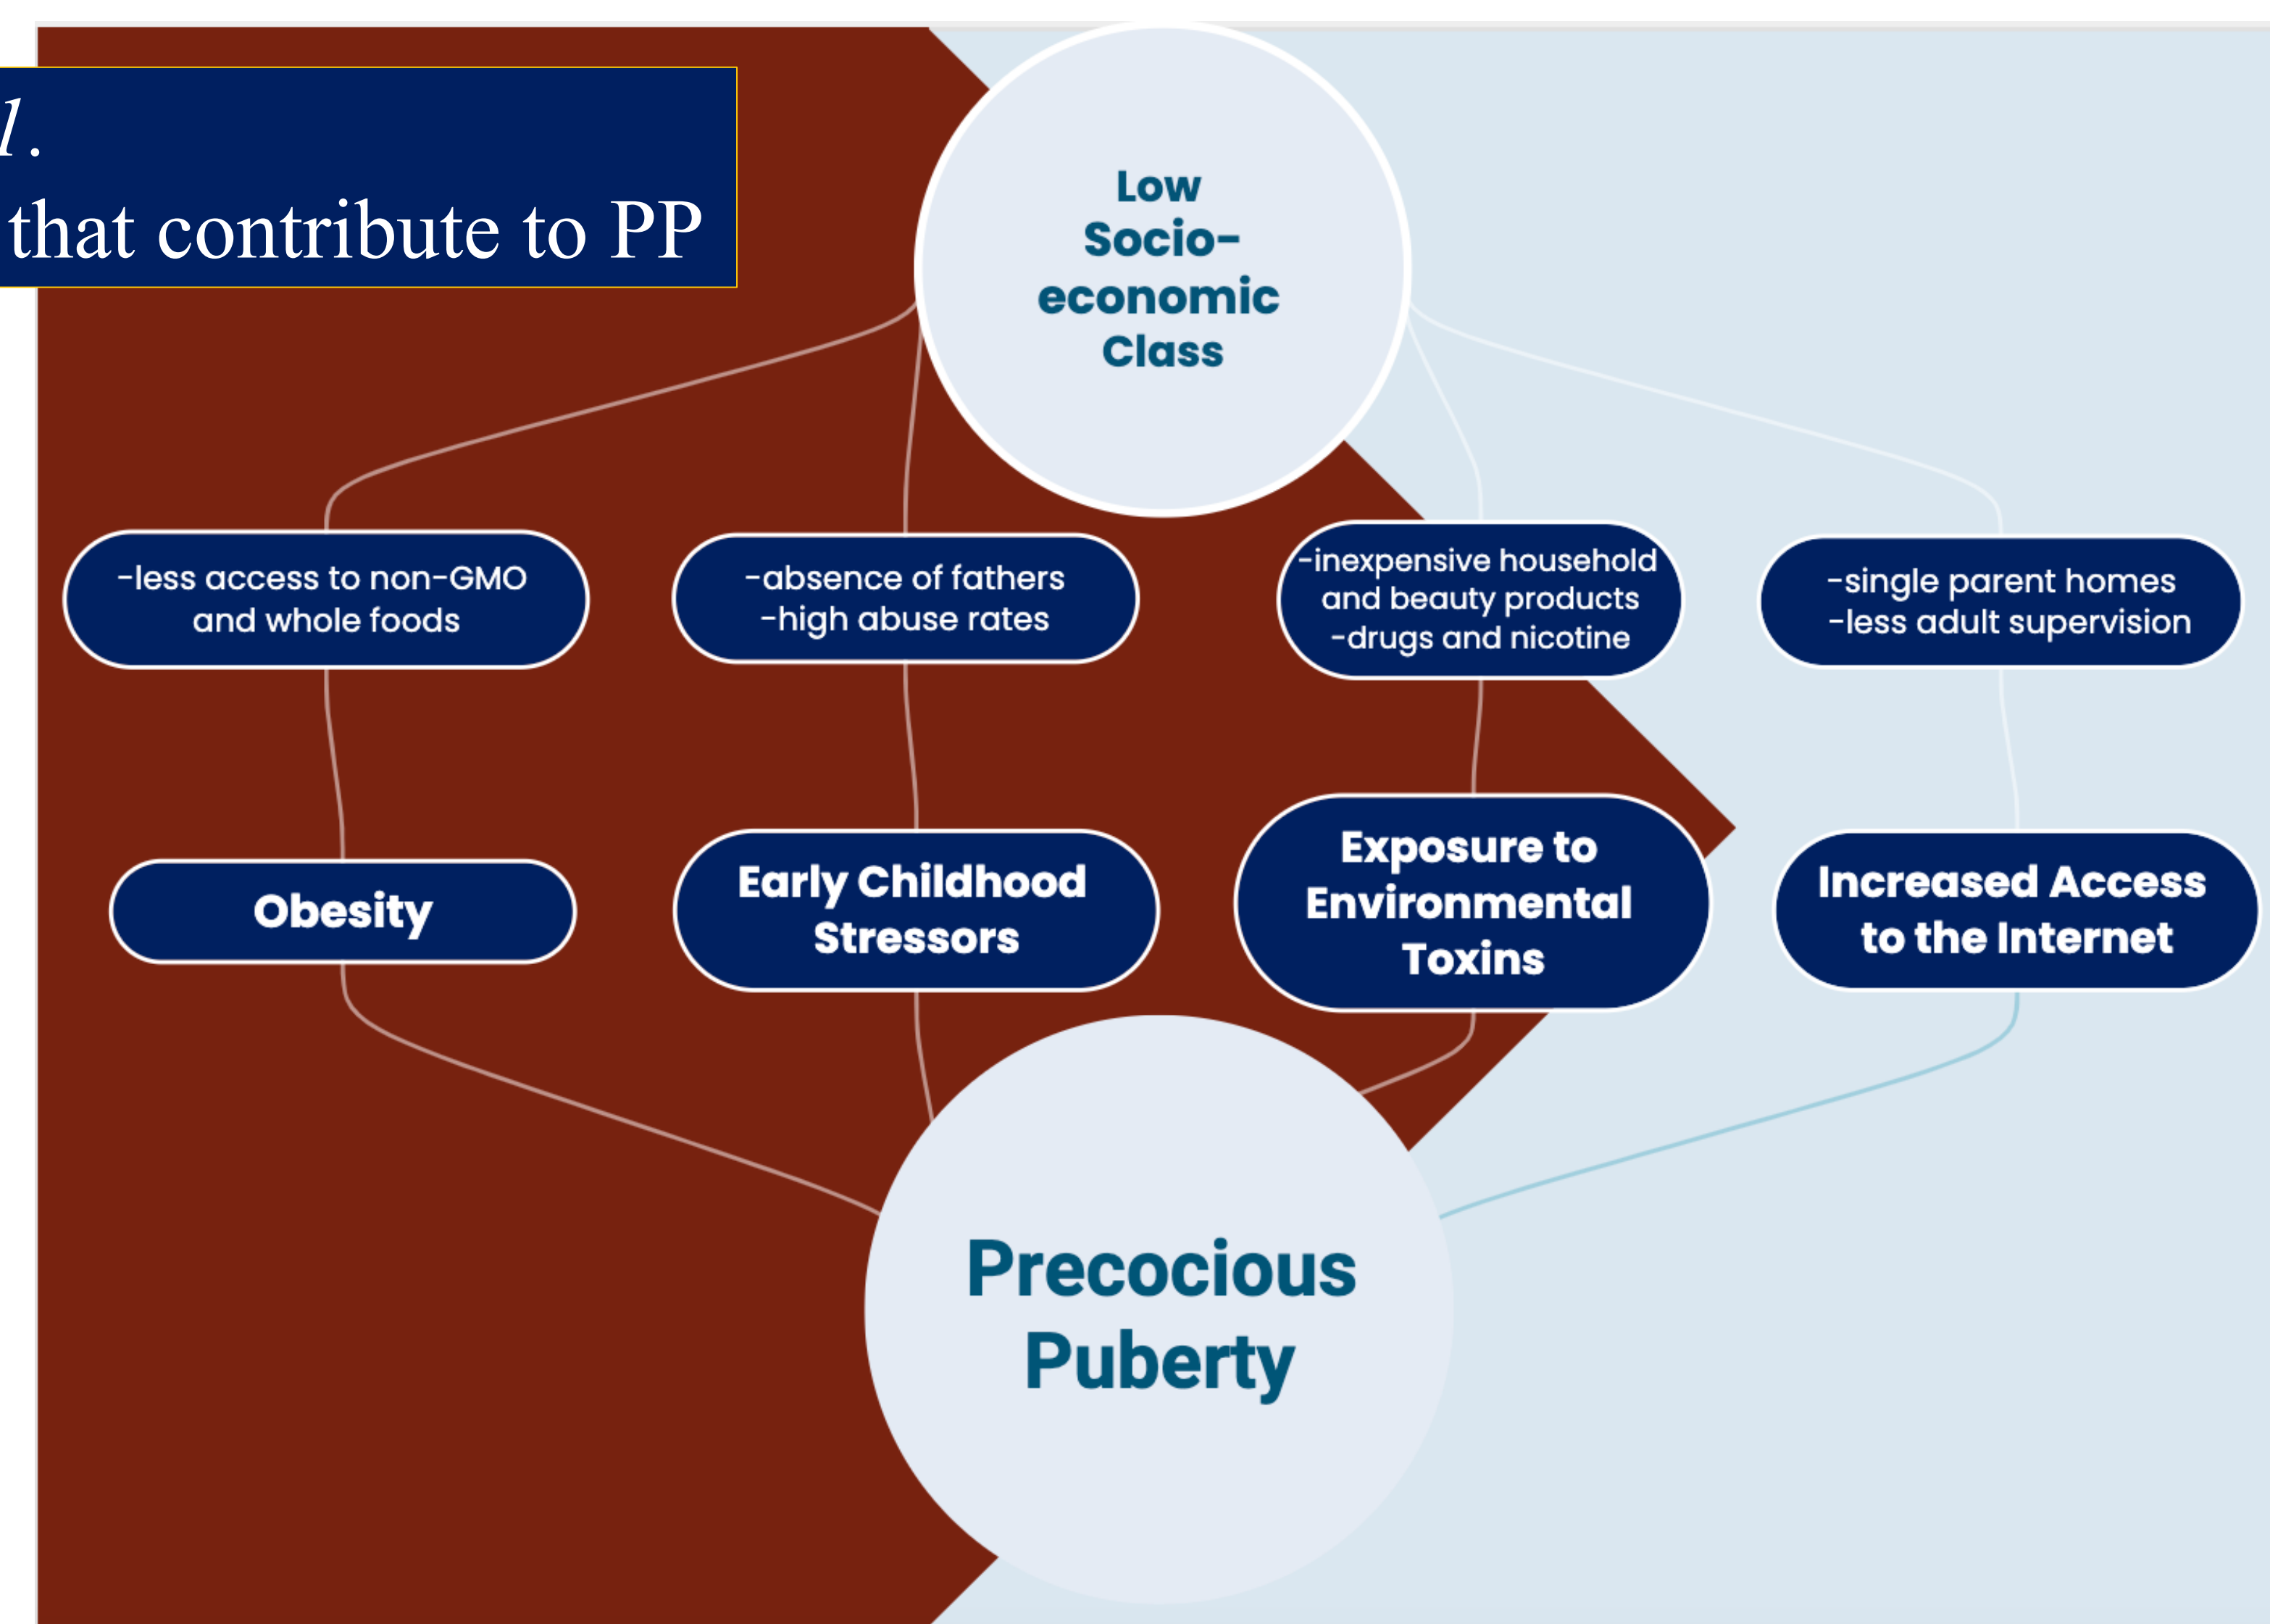 l.
that contribute to PP
Low
Socio-
economic
Class
-less access to non-GMO
and whole foods
-absence of fathers
-high abuse rates
-inexpensive household
and beauty products
-drugs and nicotine
-single parent homes
-less adult supervision
Obesity
Early Childhood
Stressors
Exposure to
Environmental
Toxins
Increased Access
to the Internet
Precocious
Puberty